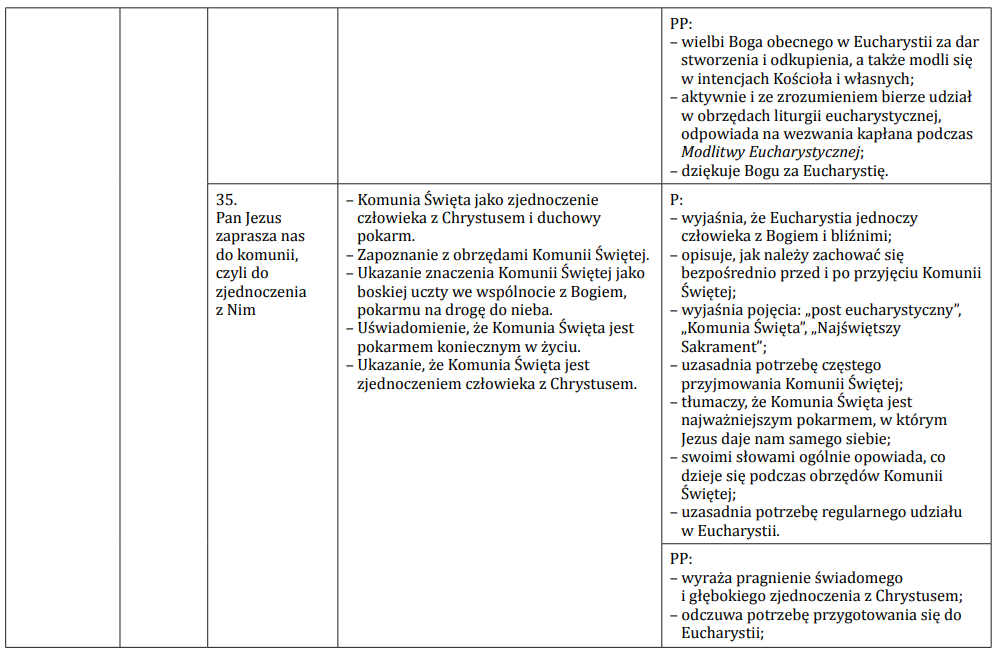 PP:
– wielbi Boga obecnego w Eucharystii za dar
stworzenia i odkupienia, a także modli się
w intencjach Kościoła i własnych;
– aktywnie i ze zrozumieniem bierze udział
w obrzędach liturgii eucharystycznej,
odpowiada na wezwania kapłana podczas
Modlitwy Eucharystycznej;
– dziękuje Bogu za Eucharystię.
35.
Pan Jezus
zaprasza nas
do komunii,
czyli do
zjednoczenia
z Nim
– Komunia Święta jako zjednoczenie
człowieka z Chrystusem i duchowy
pokarm.
– Zapoznanie z obrzędami Komunii Świętej.
– Ukazanie znaczenia Komunii Świętej jako
boskiej uczty we wspólnocie z Bogiem,
pokarmu na drogę do nieba.
– Uświadomienie, że Komunia Święta jest
pokarmem koniecznym w życiu.
– Ukazanie, że Komunia Święta jest
zjednoczeniem człowieka z Chrystusem.
P:
– wyjaśnia, że Eucharystia jednoczy
człowieka z Bogiem i bliźnimi;
– opisuje, jak należy zachować się
bezpośrednio przed i po przyjęciu Komunii
Świętej;
– wyjaśnia pojęcia: „post eucharystyczny”,
„Komunia Święta”, „Najświętszy
Sakrament”;
– uzasadnia potrzebę częstego
przyjmowania Komunii Świętej;
– tłumaczy, że Komunia Święta jest
najważniejszym pokarmem, w którym
Jezus daje nam samego siebie;
– swoimi słowami ogólnie opowiada, co
dzieje się podczas obrzędów Komunii
Świętej;
– uzasadnia potrzebę regularnego udziału
w Eucharystii.
PP:
– wyraża pragnienie świadomego
i głębokiego zjednoczenia z Chrystusem;
– odczuwa potrzebę przygotowania się do
Eucharystii;